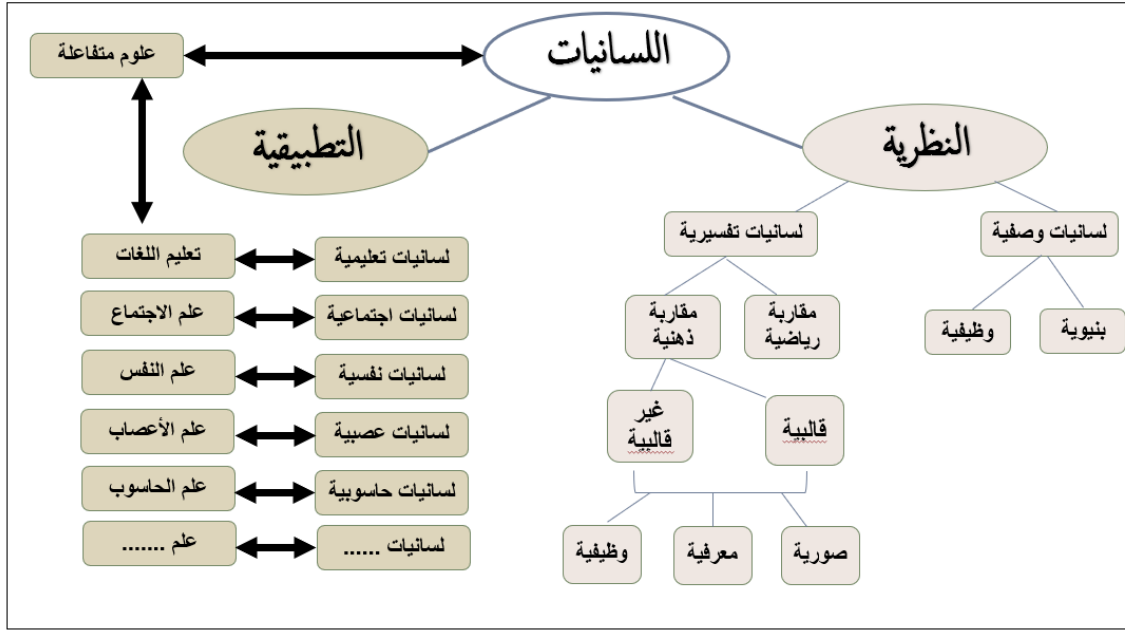 اللسانيات
علوم متفاعلة
النظرية
التطبيقية
لسانيات وصفية
لسانيات تفسيرية
بنيوية
وظيفية
مقاربة
رياضية
مقاربة
ذهنية
قالبية
غير
قالبية
صورية
معرفية
وظيفية
لسانيات تعليمية
تعليم اللغات
لسانيات اجتماعية
علم الاجتماع
لسانيات نفسية
علم النفس
لسانيات عصبية
علم الأعصاب
لسانيات حاسوبية
علم الحاسوب
لسانيات ......
علم .......